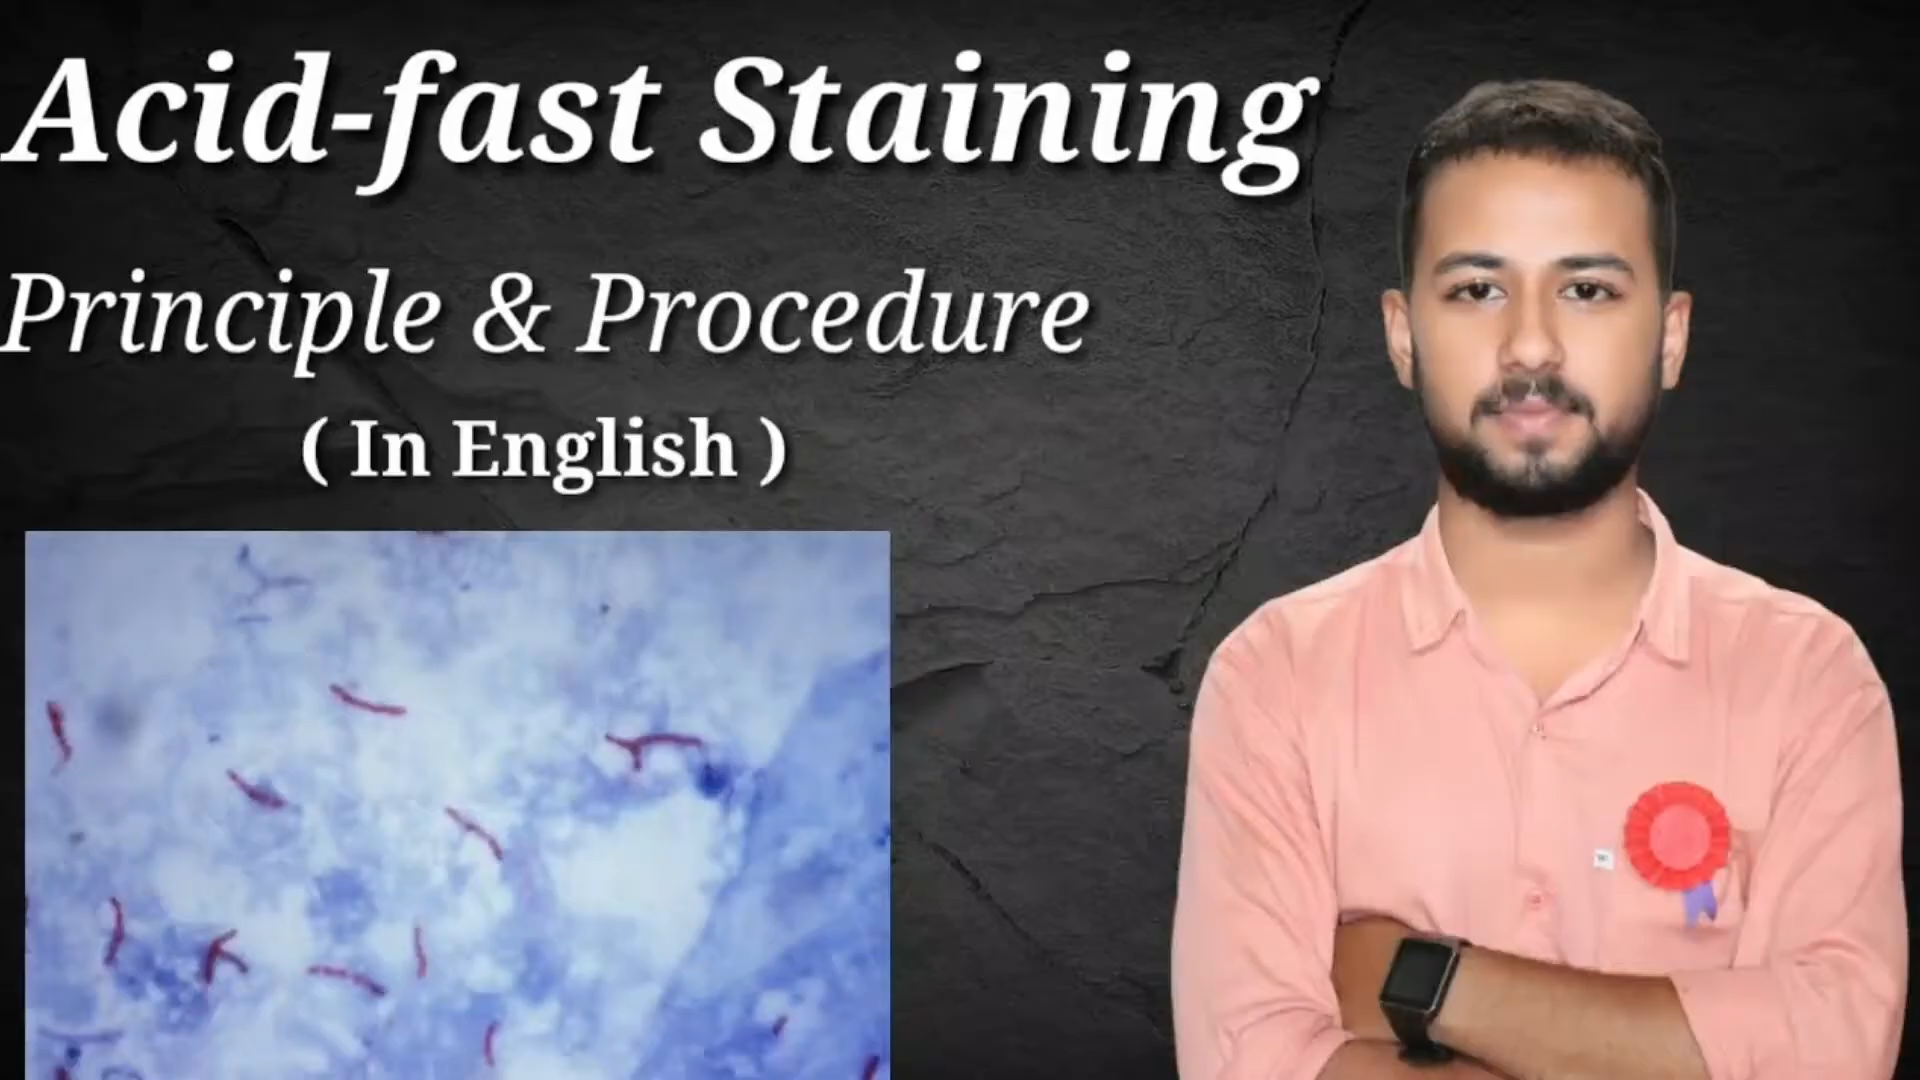 Acid-fast Staining
Principle & Procedure
( In English )